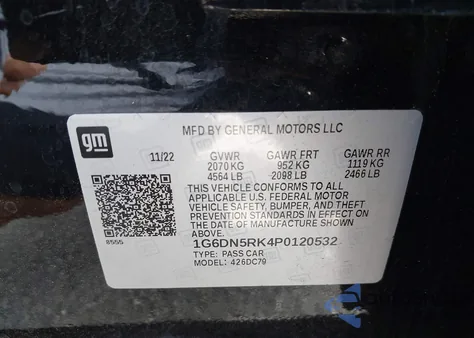 gm
MFD BY GENERAL MOTORS LLC
11/22 GVWR GAWR FRT GAWR RR
2070 KG 952 KG 1119 KG
4564 LB 2098 LB 2466 LB
THIS VEHICLE CONFORMS TO ALL
APPLICABLE U.S. FEDERAL MOTOR
VEHICLE SAFETY, BUMPER, AND THEFT
PREVENTION STANDARDS IN EFFECT ON
THE DATE OF MANUFACTURE SHOWN
ABOVE.
1G6DN5RK4P0120532
8555
TYPE: PASS CAR
MODEL: 426DC79